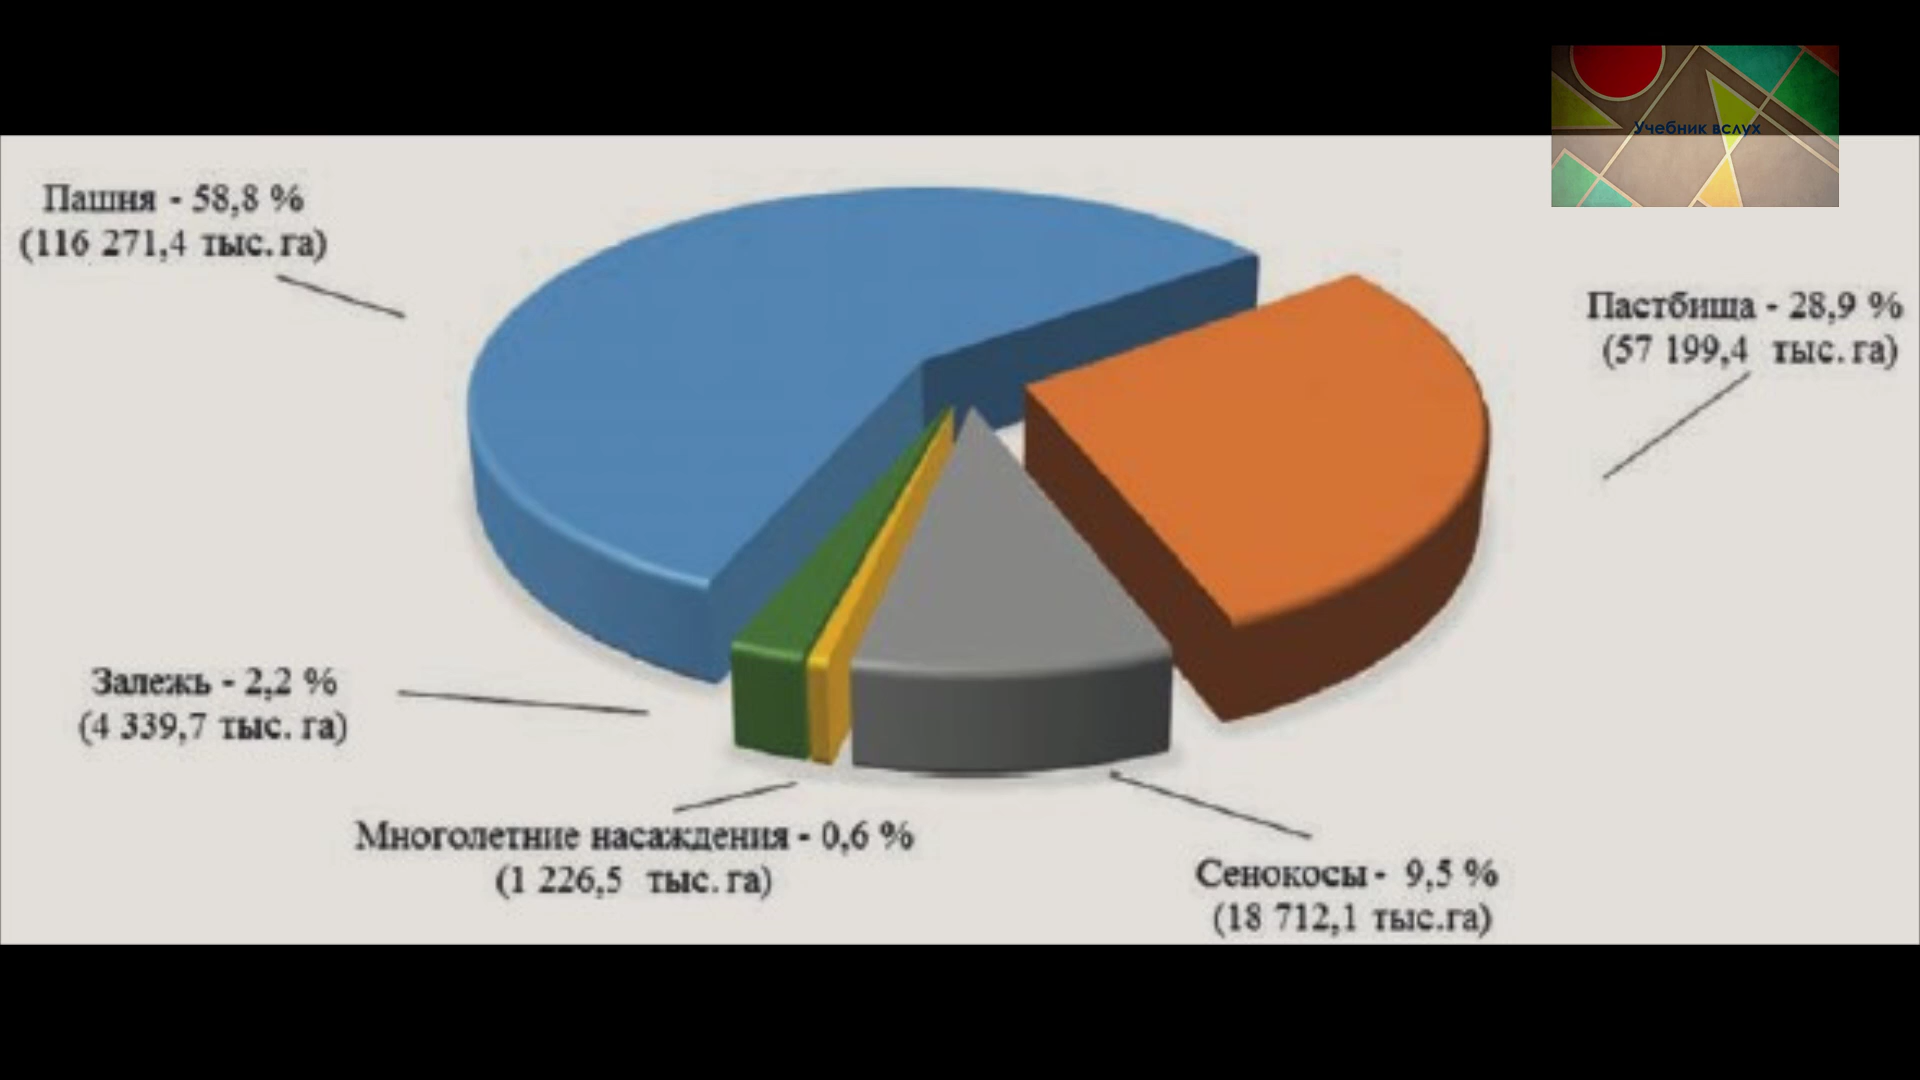 Учебник вслух
Пашня - 58,8 %
(116 271,4 тыс. га)
Пастбища - 28,9 %
(57 199,4 тыс. га)
Залежь - 2,2 %
(4 339,7 тыс. га)
Многолетние насаждения - 0,6 %
(1 226,5 тыс. га)
Сенокосы - 9,5 %
(18 712,1 тыс.га)